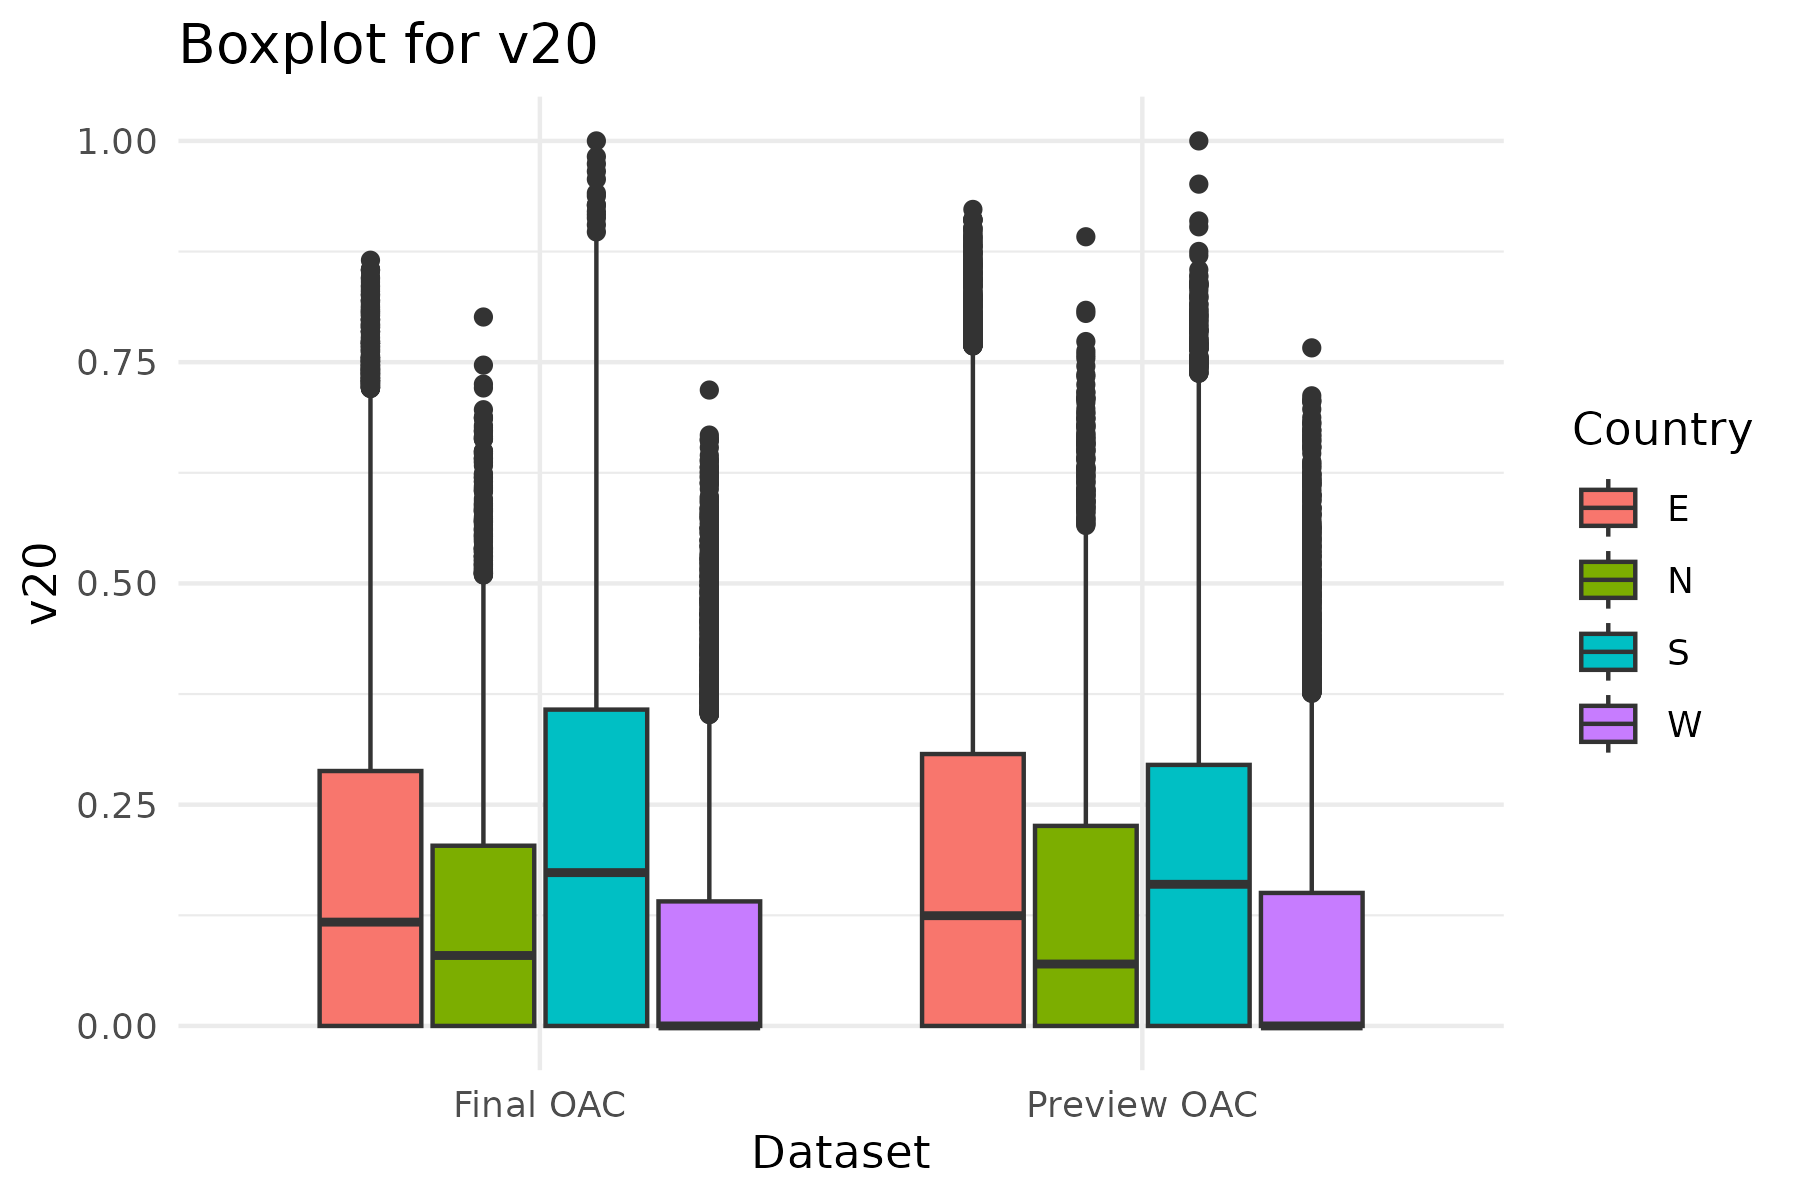 Boxplot for v20
v20
1.00
0.75
0.50
0.25
0.00
Final OAC
Preview OAC
Dataset
Country
E
N
S
W